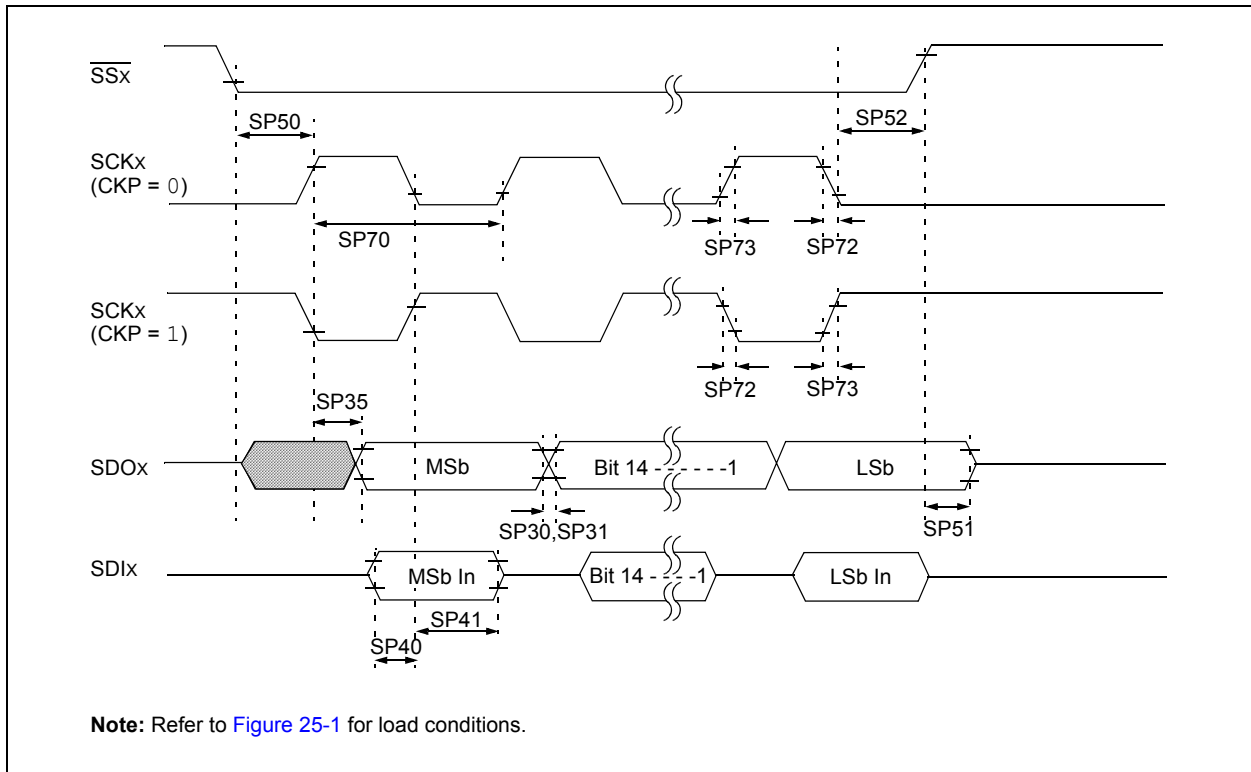 SSx
SP50
SP52
SCKx
(CKP = 0)
SP70
SP73
SP72
SCKx
(CKP = 1)
SP72
SP73
SP35
SDOx
MSb
Bit 14 - - - - - -1
LSb
SP30,SP31
SP51
SDIx
MSb In
Bit 14 - - - - -1
LSb In
SP41
SP40
Note: Refer to Figure 25-1 for load conditions.